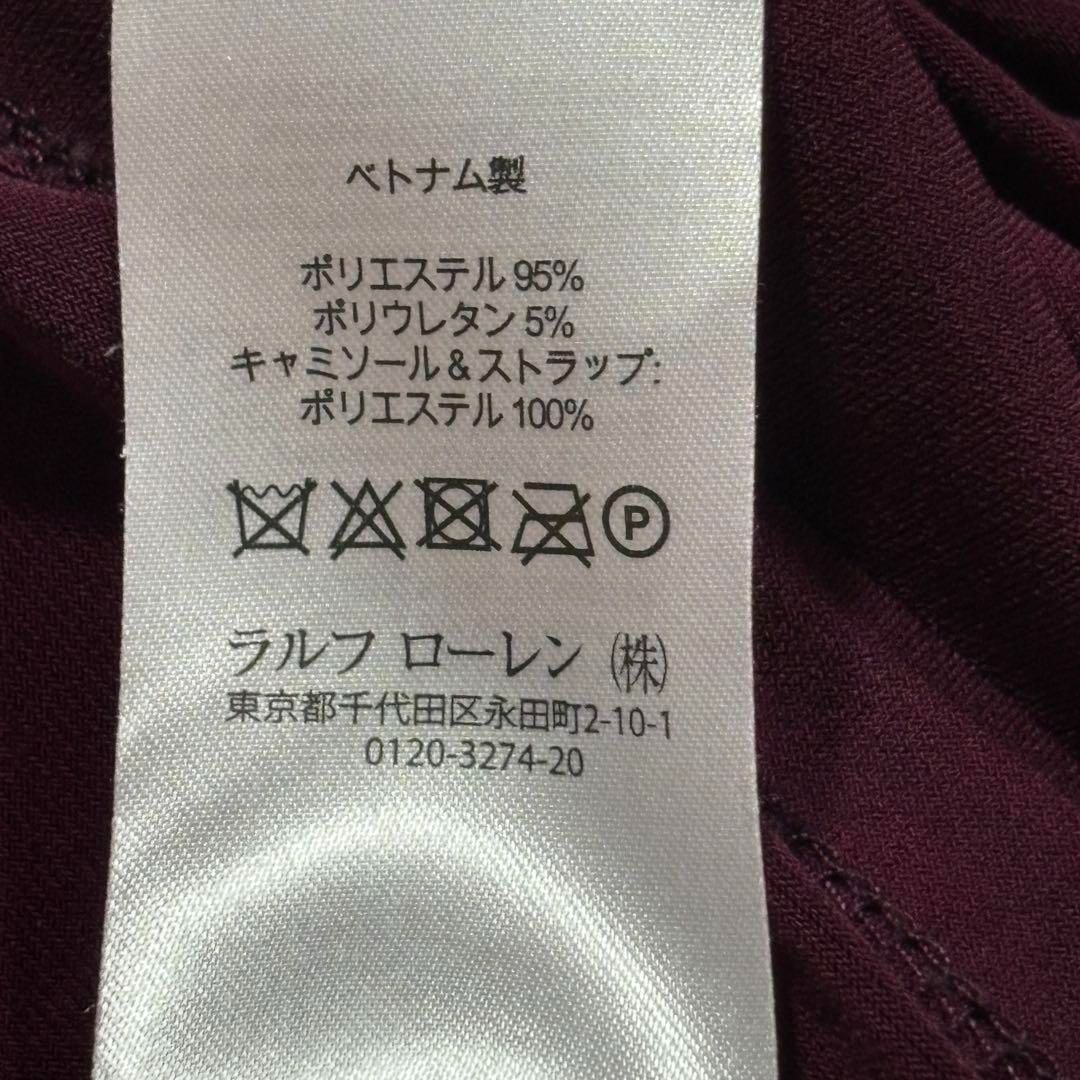 ベトナム製
ポリエステル 95%
ポリウレタン 5%
キャミソール＆ストラップ:
ポリエステル 100%
P
ラルフ ローレン ㈱
東京都千代田区永田町2-10-1
0120-3274-20